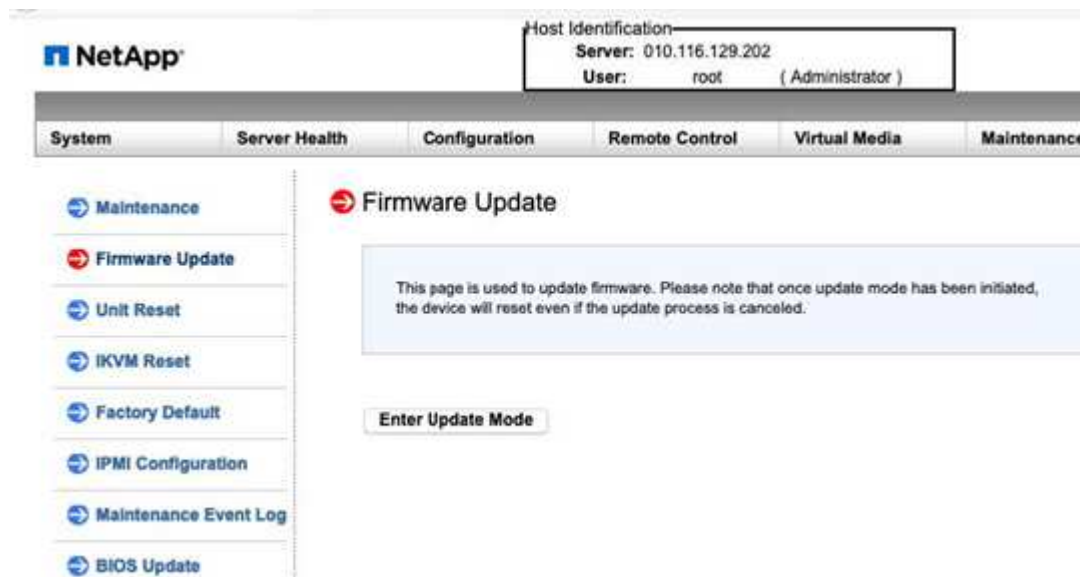 Host Identification
NetApp
Server: 010.116.129.202
User: root ( Administrator )
System Server Health Configuration Remote Control Virtual Media Maintenance
Maintenance
Firmware Update
Unit Reset
IKVM Reset
Factory Default
IPMI Configuration
Maintenance Event Log
BIOS Update
Firmware Update
This page is used to update firmware. Please note that once update mode has been initiated,
the device will reset even if the update process is canceled.
Enter Update Mode